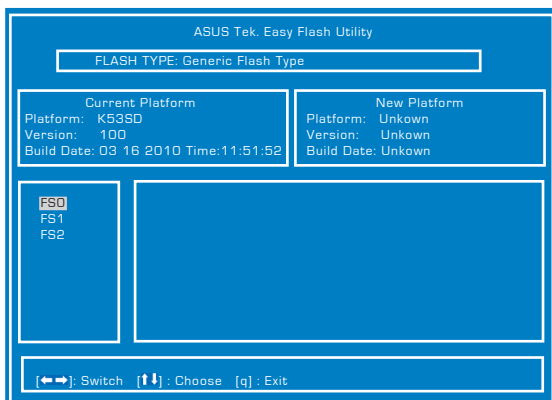 ASUS Tek. Easy Flash Utility
FLASH TYPE: Generic Flash Type
Current Platform
Platform: K53SD
Version: 100
Build Date: 03 16 2010 Time:11:51:52
New Platform
Platform: Unkown
Version: Unkown
Build Date: Unkown
FS0
FS1
FS2
[←→]: Switch [↑↓] : Choose [q] : Exit